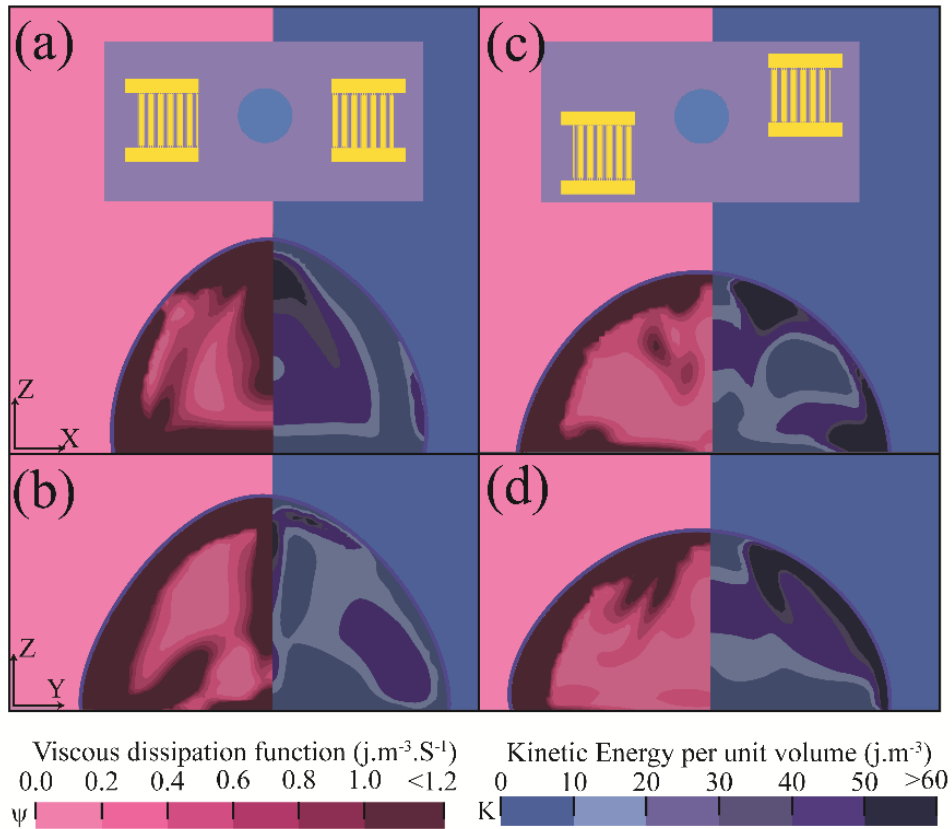 (a) (c)
Z Z
X X
(b) (d)
Z Z
Y Y
Viscous dissipation function (j.m⁻³.S⁻¹)
0.0 0.2 0.4 0.6 0.8 1.0 <1.2
ψ
Kinetic Energy per unit volume (j.m⁻³)
0 10 20 30 40 50 >60
K